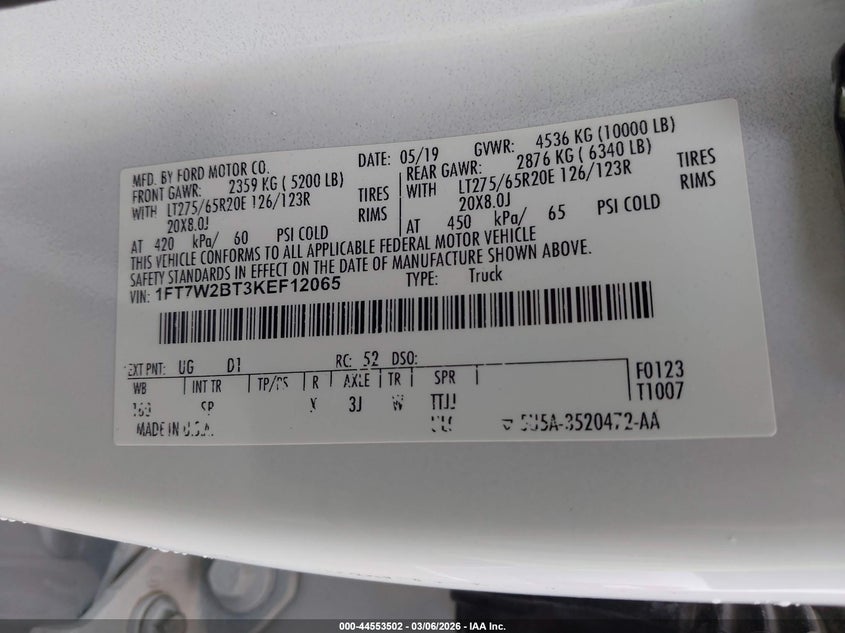 MFD. BY FORD MOTOR CO.
DATE: 05/19 GVWR: 4536 KG (10000 LB)
FRONT GAWR: 2359 KG ( 5200 LB) REAR GAWR: 2876 KG ( 6340 LB)
WITH LT275/65R20E 126/123R TIRES WITH LT275/65R20E 126/123R TIRES
20X8.0J RIMS 20X8.0J RIMS
AT 420 kPa/ 60 PSI COLD AT 450 kPa/ 65 PSI COLD
THIS VEHICLE CONFORMS TO ALL APPLICABLE FEDERAL MOTOR VEHICLE
SAFETY STANDARDS IN EFFECT ON THE DATE OF MANUFACTURE SHOWN ABOVE.
VIN: 1FT7W2BT3KEF12065 TYPE: Truck
EXT PNT: UG D1 RC: 52 DSO:
WB INT TR TP/PS R AXLE TR SPR F0123
3J W T1007
MADE IN U.S.A.
000-44553502 | 03/06/2026 | IAA Inc.